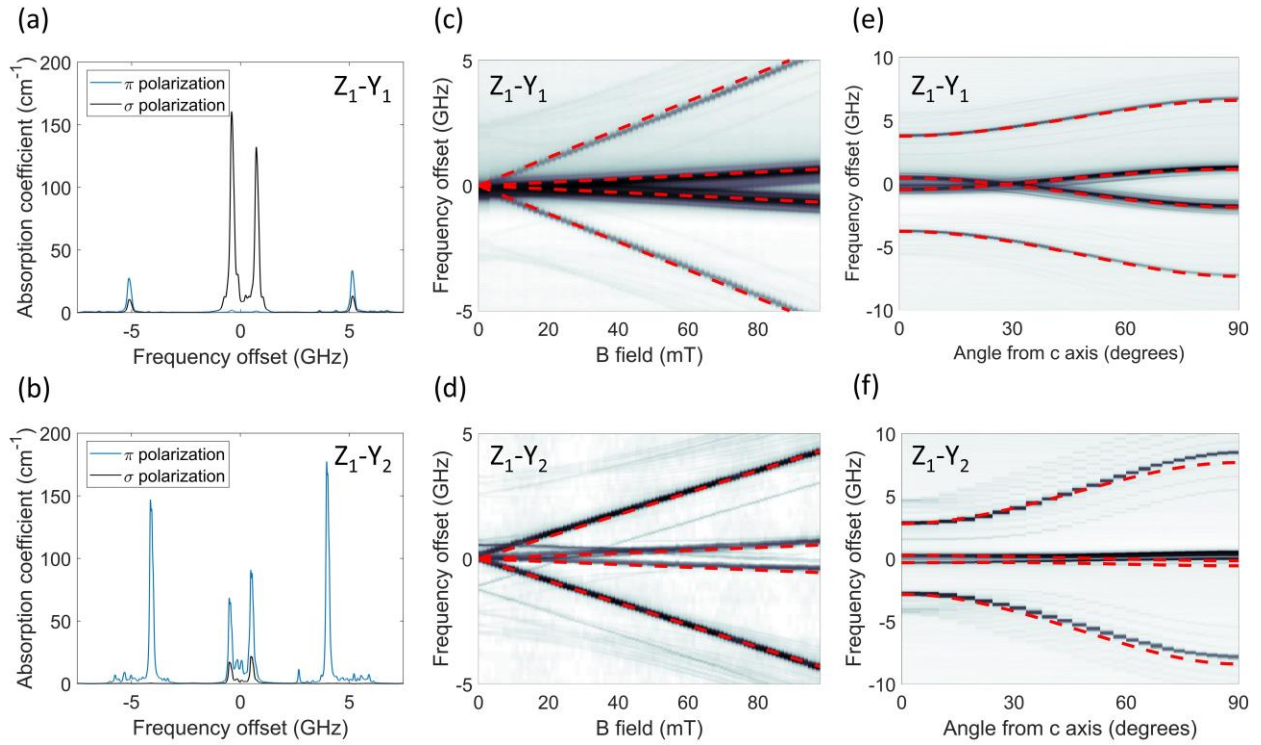 (a)
200
150
100
50
0
Absorption coefficient (cm-1)
π polarization
σ polarization
Z1-Y1
-5 0 5
Frequency offset (GHz)
(c)
5
0
-5
Frequency offset (GHz)
Z1-Y1
0 20 40 60 80
B field (mT)
(e)
10
5
0
-5
-10
Frequency offset (GHz)
Z1-Y1
0 30 60 90
Angle from c axis (degrees)
(b)
200
150
100
50
0
Absorption coefficient (cm-1)
π polarization
σ polarization
Z1-Y2
-5 0 5
Frequency offset (GHz)
(d)
5
0
-5
Frequency offset (GHz)
Z1-Y2
0 20 40 60 80
B field (mT)
(f)
10
5
0
-5
-10
Frequency offset (GHz)
Z1-Y2
0 30 60 90
Angle from c axis (degrees)